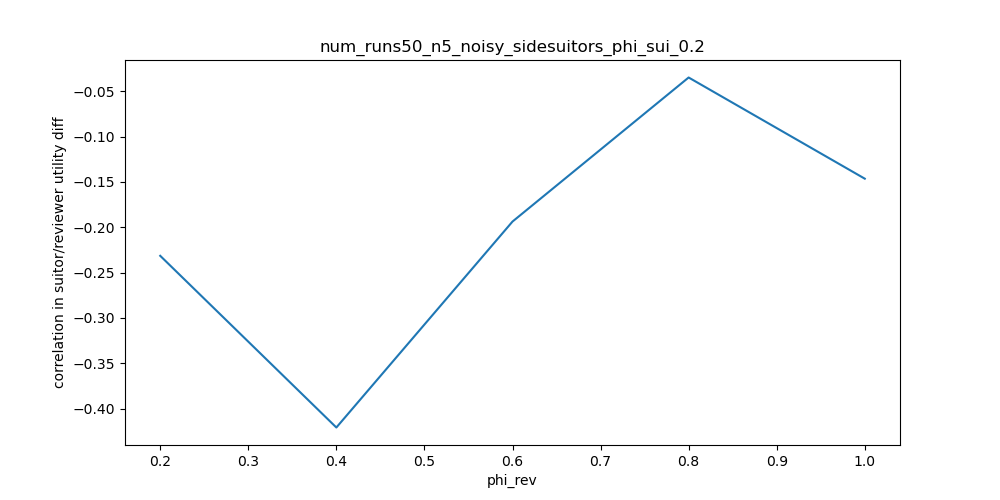 num_runs50_n5_noisy_sidesuitors_phi_sui_0.2
correlation in suitor/reviewer utility diff
−0.05
−0.10
−0.15
−0.20
−0.25
−0.30
−0.35
−0.40
0.2 0.3 0.4 0.5 0.6 0.7 0.8 0.9 1.0
phi_rev